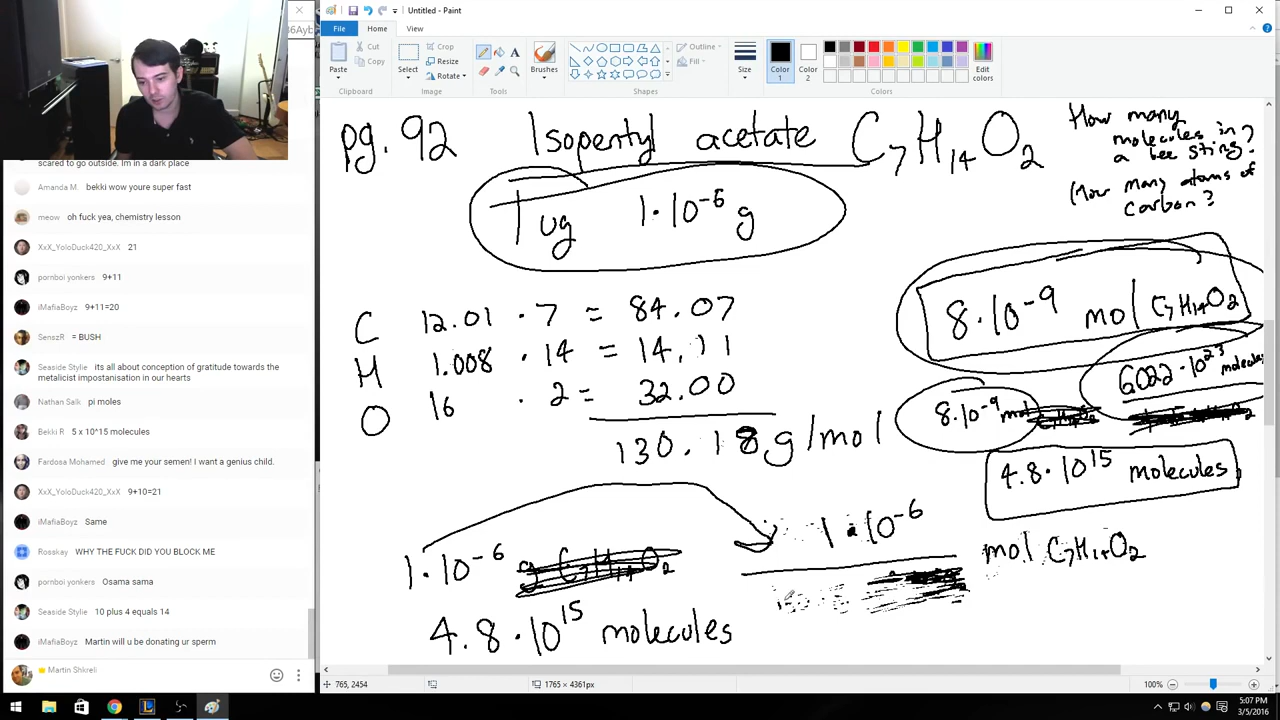 Untitled - Paint
36Ayb
File Home View
Paste
Cut
Copy
Clipboard
Select
Crop
Resize
Rotate
Image
Tools
Brushes
Shapes
Outline
Fill
Size
Color
1
Color
2
Edit
colors
Colors
scared to go outside. Im in a dark place
Amanda M. bekki wow youre super fast
meow oh fuck yea, chemistry lesson
XxX_YoloDuck420_XxX 21
pornboi yonkers 9+11
iMafiaBoyz 9+11=20
SenszR = BUSH
Seaside Stylie its all about conception of gratitude towards the
metalicist impostanisation in our hearts
Nathan Salk pi moles
Bekki R 5 x 10^15 molecules
Fardosa Mohamed give me your semen! I want a genius child.
XxX_YoloDuck420_XxX 9+10=21
iMafiaBoyz Same
Rosskay WHY THE FUCK DID YOU BLOCK ME
pornboi yonkers Osama sama
Seaside Stylie 10 plus 4 equals 14
iMafiaBoyz Martin will u be donating ur sperm
Martin Shkreli
pg. 92 Isopentyl acetate C7H14O2
How many
molecules in
a bee sting?
(How many atoms of
carbon?
1 ug 1·10-6 g
C 12.01 · 7 = 84.07
H 1.008 · 14 = 14.11
O 16 · 2 = 32.00
130.18 g/mol
8·10-9 mol C7H14O2
6022·1023 molecules
8·10-9 mol
4.8·1015 molecules
1·10-6 g C7H14O2
1·10-6
mol C7H14O2
4.8·1015 molecules
765, 2454
1765 × 4361px
100%
5:07 PM
3/5/2016